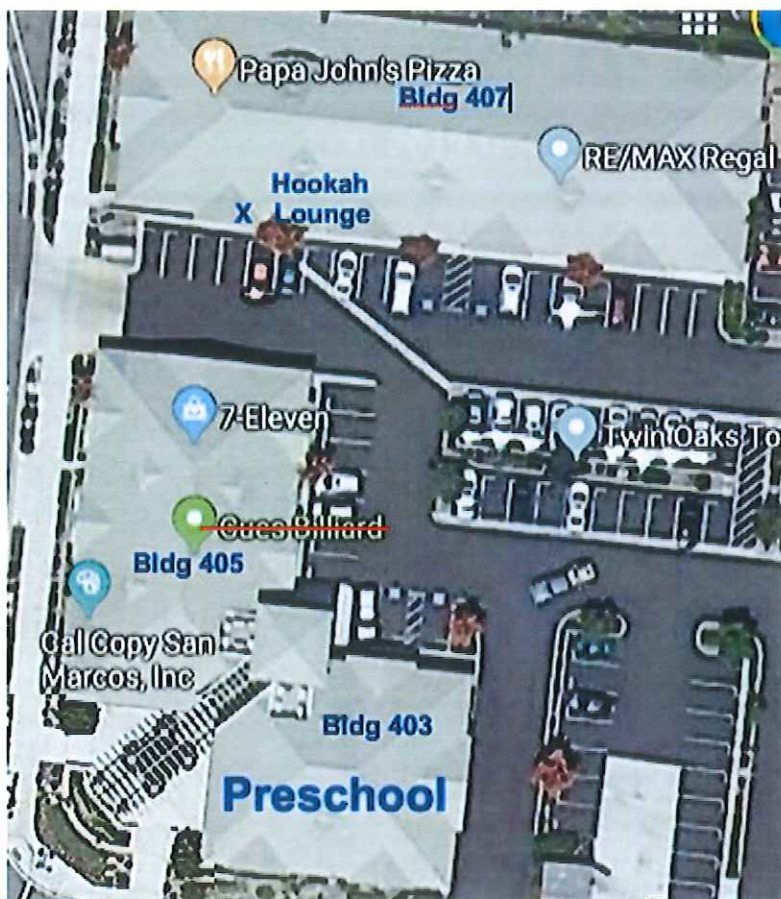 Papa John's Pizza
Bldg 407
RE/MAX Regal
Hookah
X Lounge
7-Eleven
Twin Oaks To
Cues Billiard
Bldg 405
Cal Copy San
Marcos, Inc
Bldg 403
Preschool